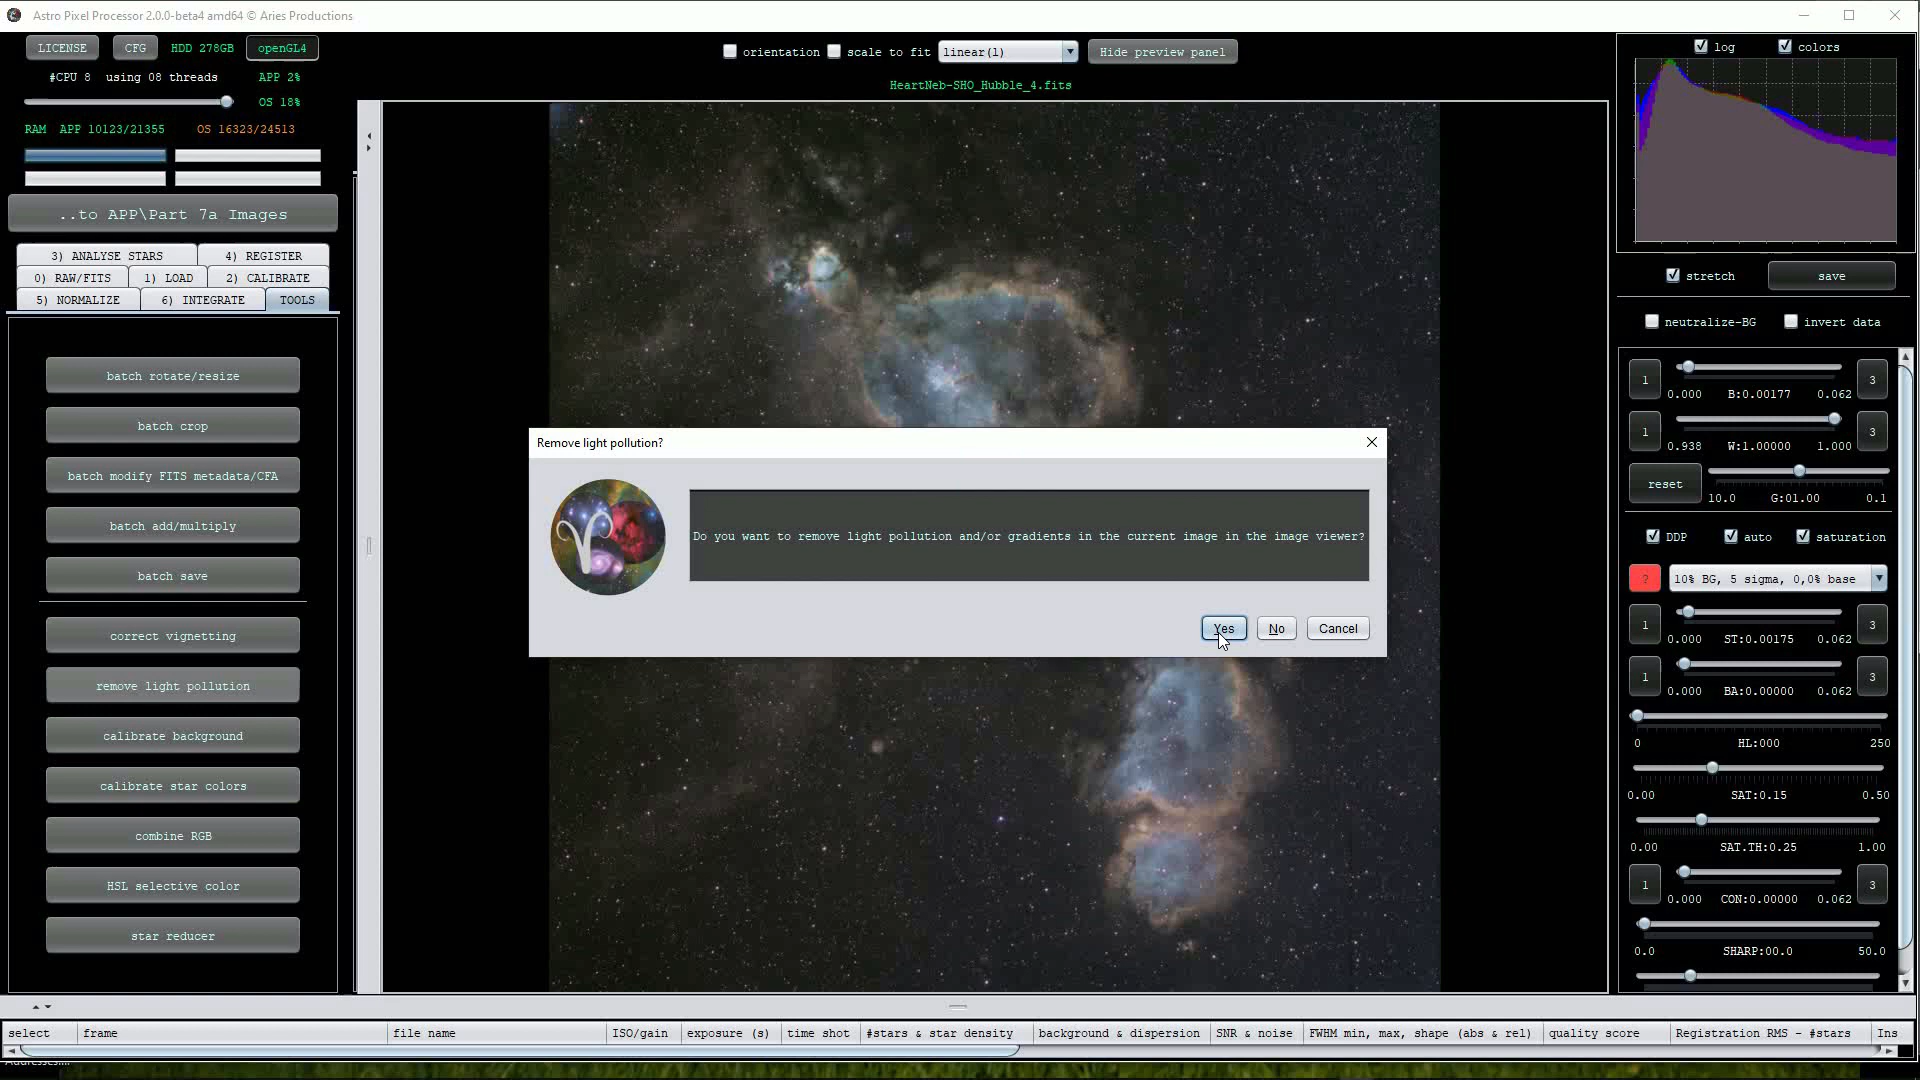 Astro Pixel Processor 2.0.0-beta4 amd64 © Aries Productions
LICENSE CFG HDD 278GB openGL4
#CPU 8 using 08 threads APP 2%
OS 18%
RAM APP 10123/21355 OS 16323/24513
..to APP\Part 7a Images
3) ANALYSE STARS 4) REGISTER
0) RAW/FITS 1) LOAD 2) CALIBRATE
5) NORMALIZE 6) INTEGRATE TOOLS
batch rotate/resize
batch crop
batch modify FITS metadata/CFA
batch add/multiply
batch save
correct vignetting
remove light pollution
calibrate background
calibrate star colors
combine RGB
HSL selective color
star reducer
orientation scale to fit linear(l) Hide preview panel
HeartNeb-SHO_Hubble_4.fits
Remove light pollution?
Do you want to remove light pollution and/or gradients in the current image in the image viewer?
Yes No Cancel
log colors
stretch save
neutralize-BG invert data
1 3
0.000 B:0.00177 0.062
1 3
0.938 W:1.00000 1.000
reset
10.0 G:01.00 0.1
DDP auto saturation
? 10% BG, 5 sigma, 0,0% base
1 3
0.000 ST:0.00175 0.062
1 3
0.000 BA:0.00000 0.062
0 HL:000 250
0.00 SAT:0.15 0.50
0.00 SAT.TH:0.25 1.00
1 3
0.000 CON:0.00000 0.062
0.0 SHARP:00.0 50.0
select frame file name ISO/gain exposure (s) time shot #stars & star density background & dispersion SNR & noise FWHM min, max, shape (abs & rel) quality score Registration RMS - #stars Ins